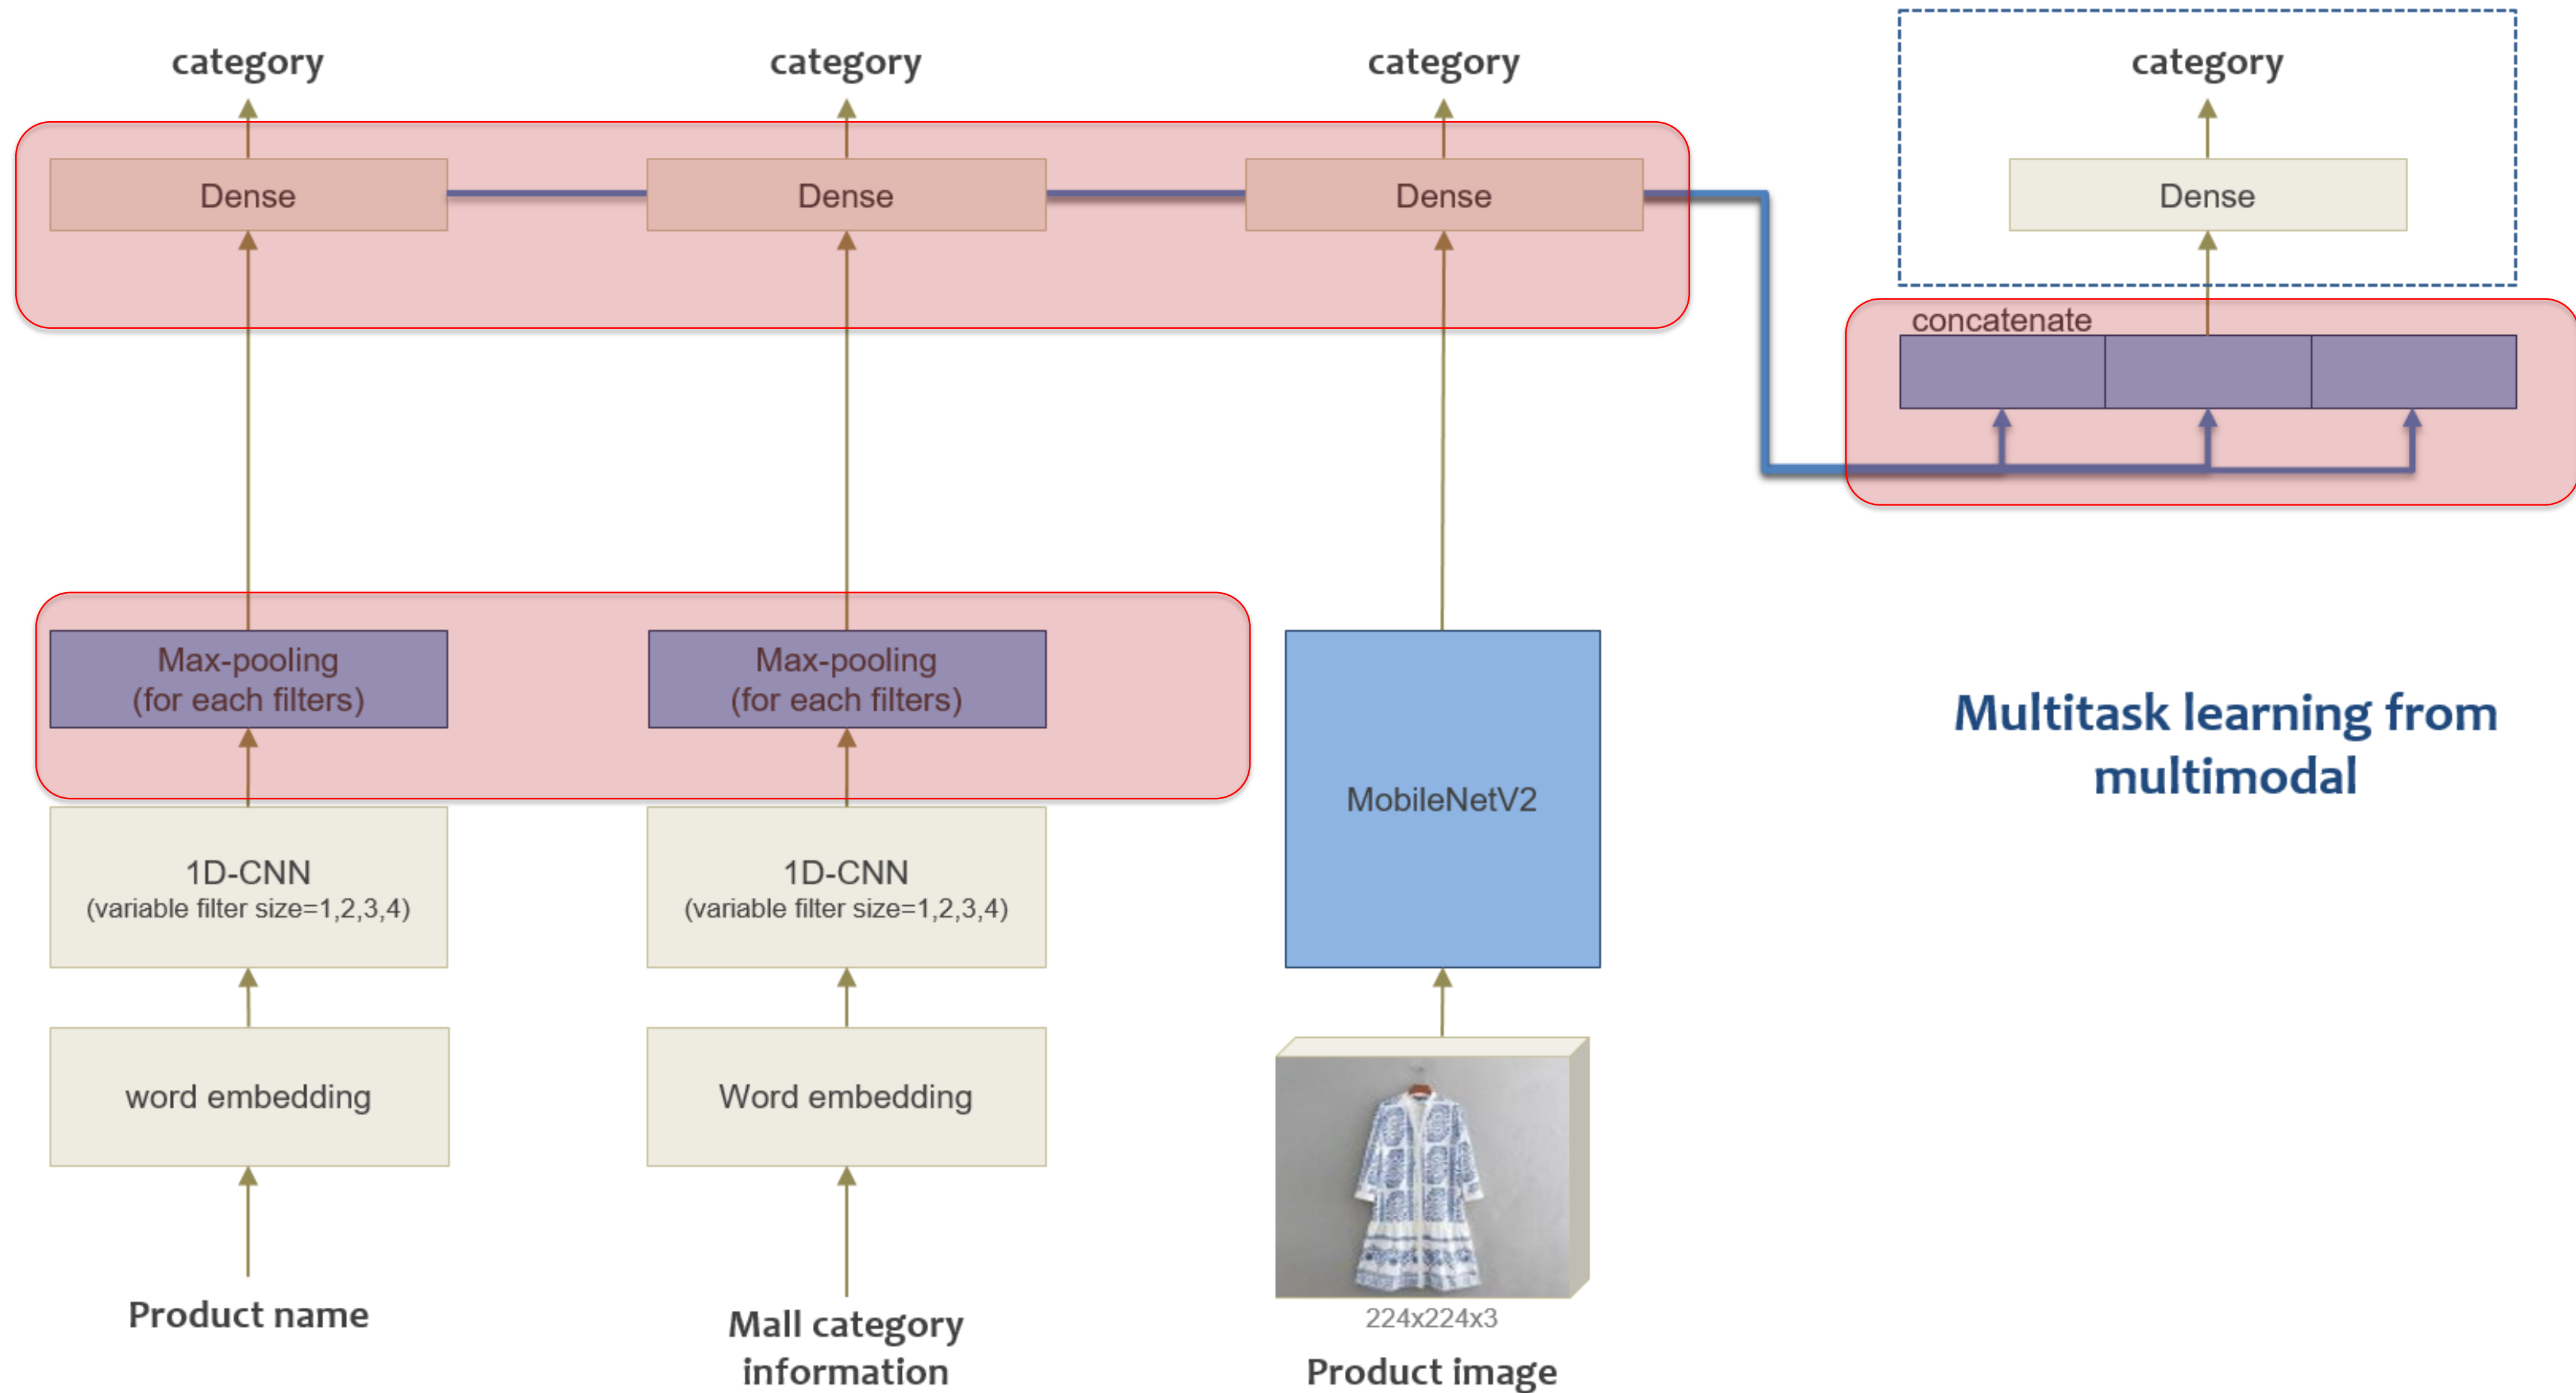 category
category
category
category
Dense
Dense
Dense
Dense
concatenate
Max-pooling
(for each filters)
Max-pooling
(for each filters)
MobileNetV2
Multitask learning from
multimodal
1D-CNN
(variable filter size=1,2,3,4)
1D-CNN
(variable filter size=1,2,3,4)
word embedding
Word embedding
224x224x3
Product name
Mall category
information
Product image